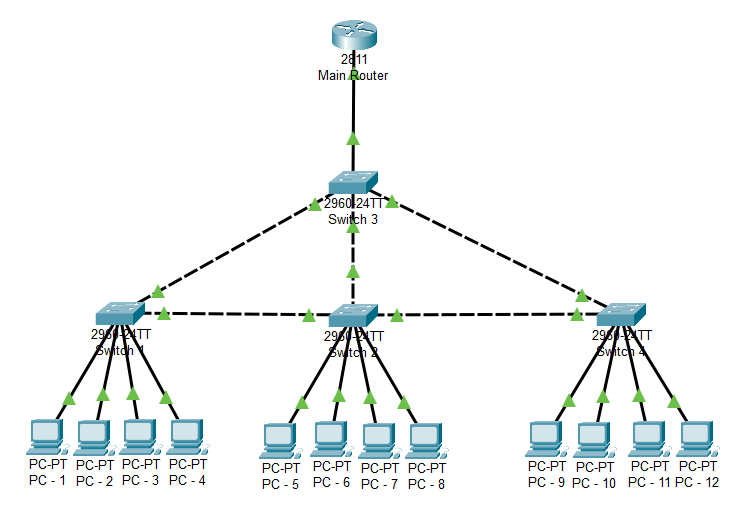 2811
Main Router
2960-24TT
Switch 3
2960-24TT
Switch 1
2960-24TT
Switch 2
2960-24TT
Switch 4
PC-PT
PC - 1
PC-PT
PC - 2
PC-PT
PC - 3
PC-PT
PC - 4
PC-PT
PC - 5
PC-PT
PC - 6
PC-PT
PC - 7
PC-PT
PC - 8
PC-PT
PC - 9
PC-PT
PC - 10
PC-PT
PC - 11
PC-PT
PC - 12